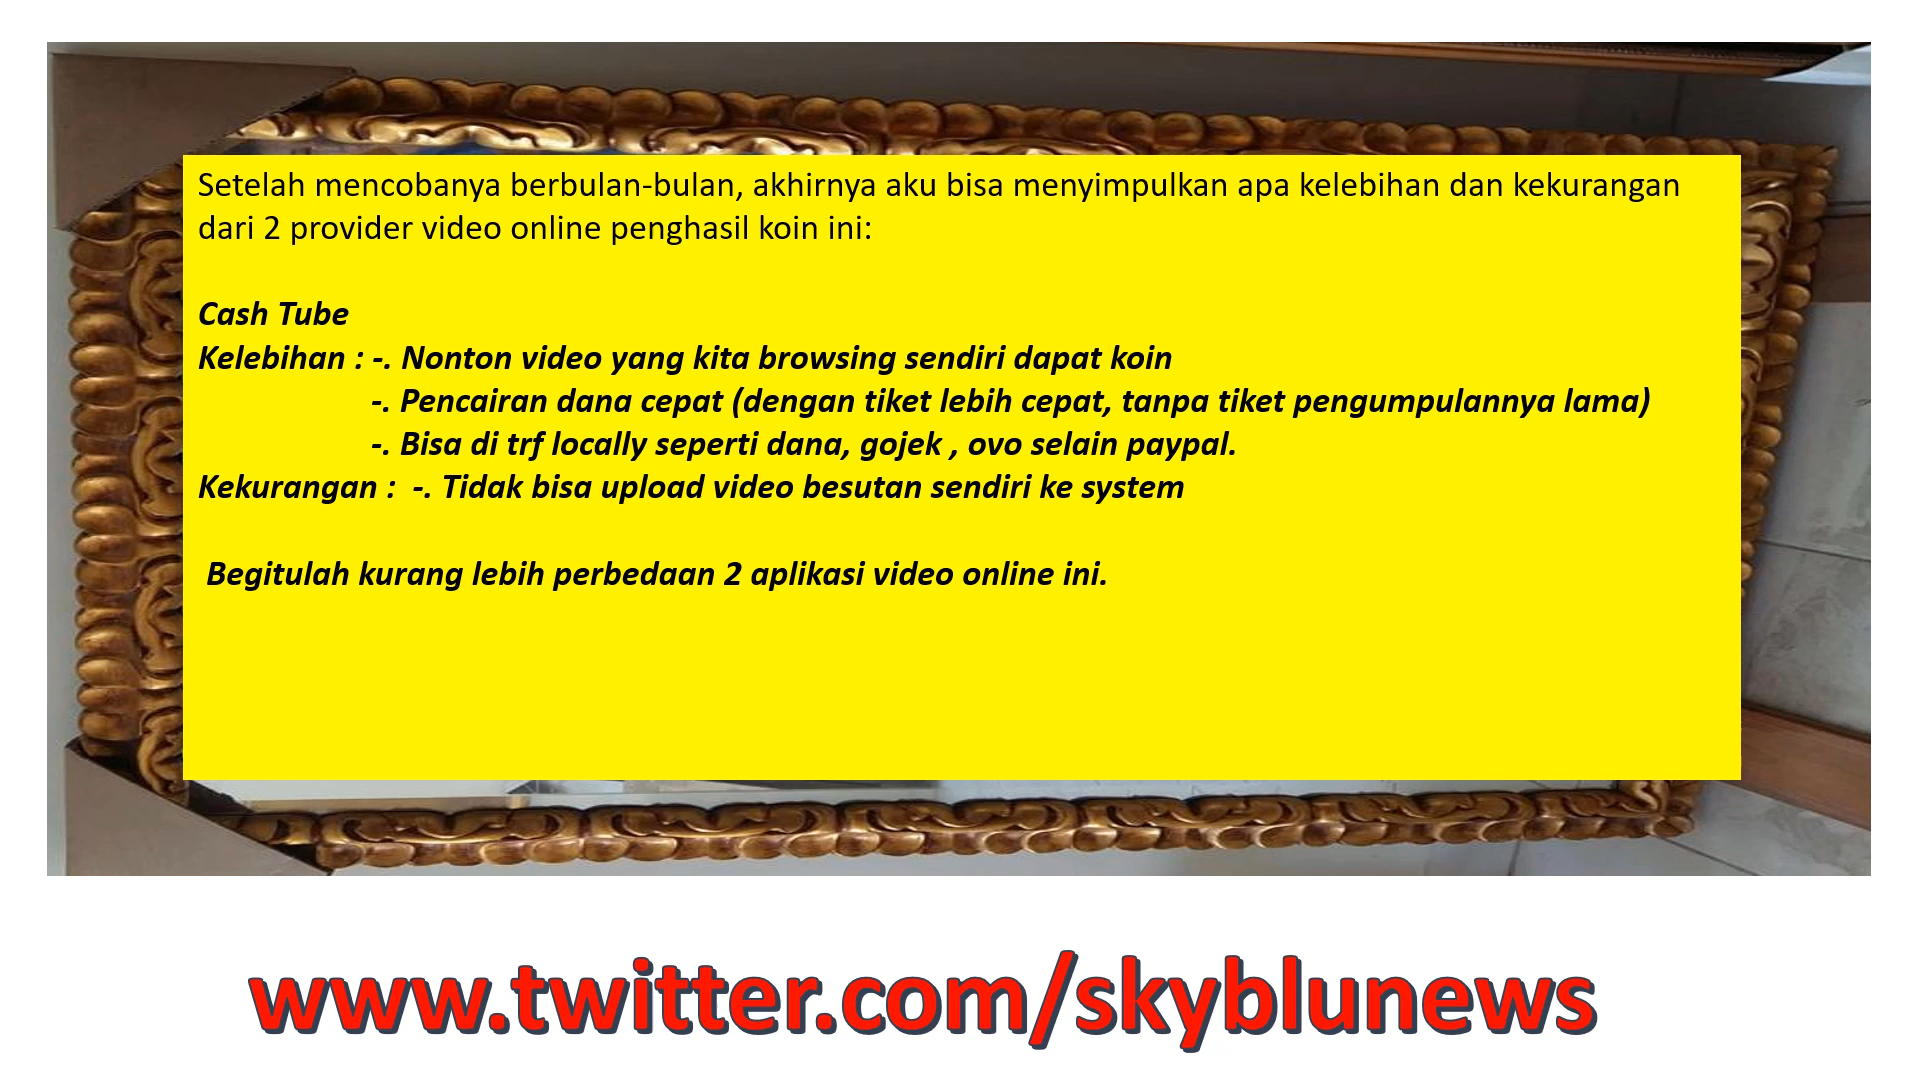 Setelah mencobanya berbulan-bulan, akhirnya aku bisa menyimpulkan apa kelebihan dan kekurangan
dari 2 provider video online penghasil koin ini:
Cash Tube
Kelebihan : -. Nonton video yang kita browsing sendiri dapat koin
-. Pencairan dana cepat (dengan tiket lebih cepat, tanpa tiket pengumpulannya lama)
-. Bisa di trf locally seperti dana, gojek , ovo selain paypal.
Kekurangan :  -. Tidak bisa upload video besutan sendiri ke system
Begitulah kurang lebih perbedaan 2 aplikasi video online ini.
www.twitter.com/skyblunews